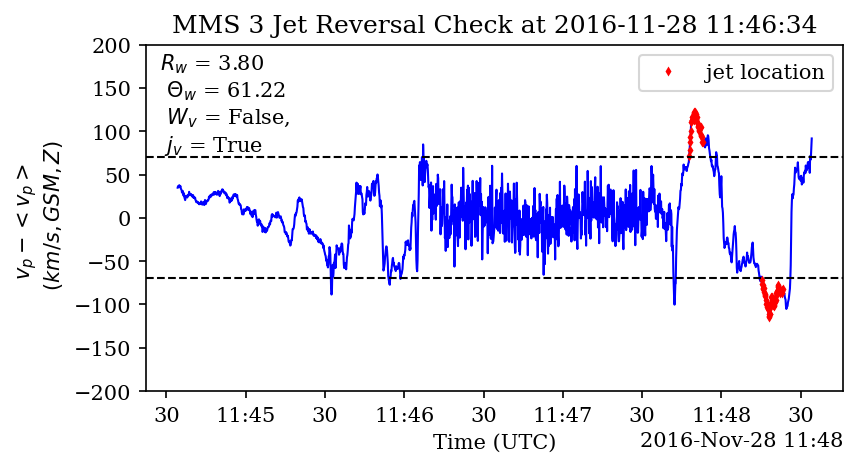 MMS 3 Jet Reversal Check at 2016-11-28 11:46:34
R_w = 3.80
Θ_w = 61.22
W_v = False,
j_v = True
jet location
200
150
100
50
0
−50
−100
−150
−200
v_p − < v_p >
(km/s, GSM, Z)
30 11:45 30 11:46 30 11:47 30 11:48 30
Time (UTC)
2016-Nov-28 11:48